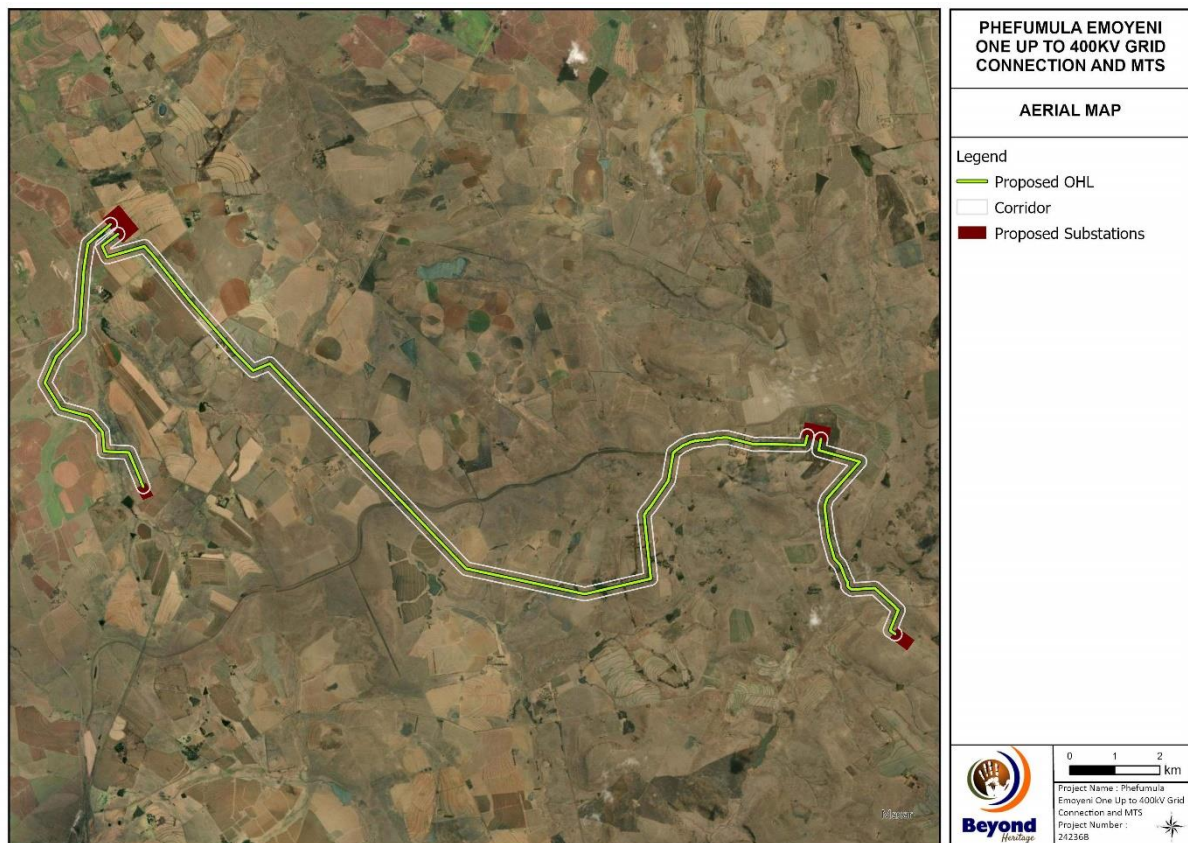 PHEFUMULA EMOYENI
ONE UP TO 400KV GRID
CONNECTION AND MTS
AERIAL MAP
Legend
Proposed OHL
Corridor
Proposed Substations
Beyond
Heritage
0 1 2
km
Project Name : Phefumula
Emoyeni One Up to 400kV Grid
Connection and MTS
Project Number :
24236B